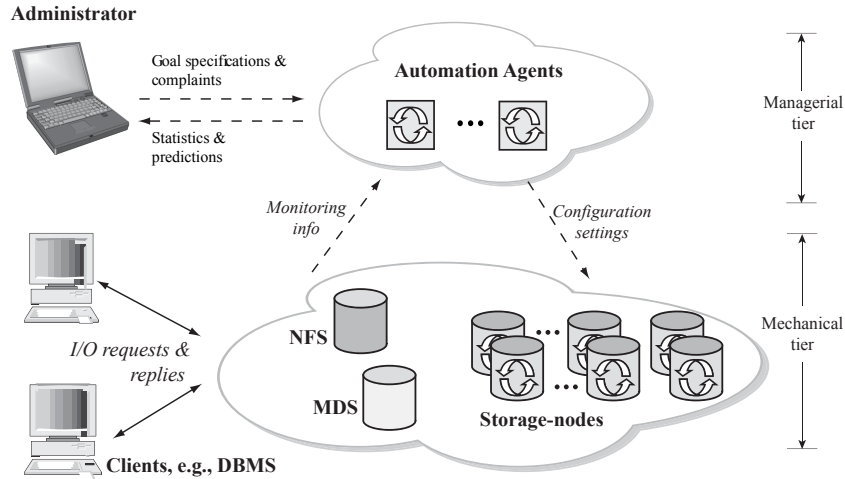 Administrator
Goal specifications &
complaints
Statistics &
predictions
Automation Agents
...
Managerial
tier
Monitoring
info
Configuration
settings
I/O requests &
replies
NFS
MDS
...
...
Storage-nodes
Mechanical
tier
Clients, e.g., DBMS